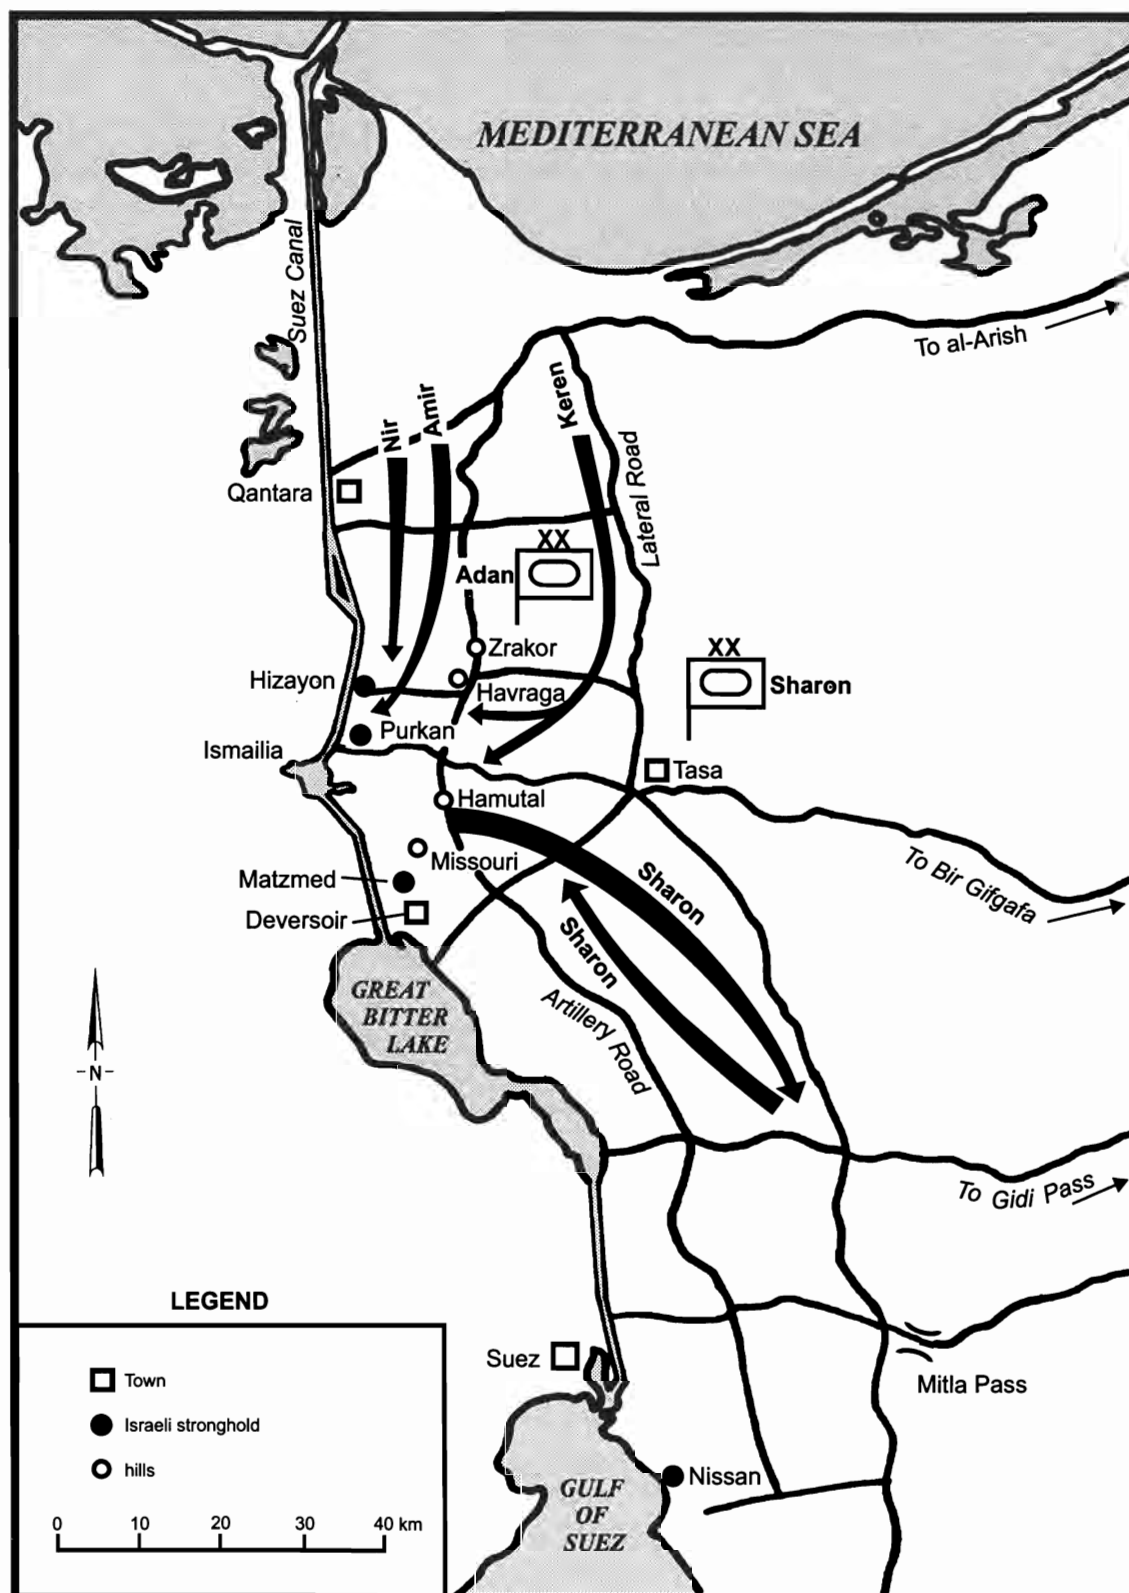 MEDITERRANEAN SEA
Suez Canal
To al-Arish
Nir
Amir
Keren
Lateral Road
Qantara
XX
Adan
Zrakor
XX
Sharon
Hizayon
Havraga
Purkan
Ismailia
Tasa
Hamutal
Missouri
Matzmed
Sharon
To Bir Gifgafa
Deversoir
Sharon
GREAT
BITTER
LAKE
Artillery Road
N
To Gidi Pass
LEGEND
Town
Israeli stronghold
hills
0 10 20 30 40 km
Suez
Mitla Pass
Nissan
GULF
OF
SUEZ